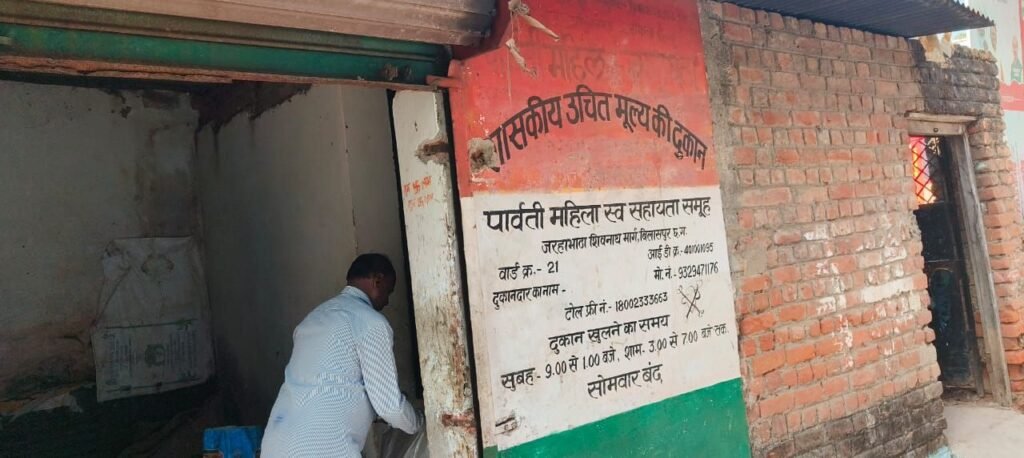 महिल
शासकीय उचित मूल्य की दुकान
पार्वती महिला स्व सहायता समूह
जरहाभाठा शिवनाथ मार्ग, बिलासपुर छ.ग.
आई डी क्र.- 401001095
वार्ड क्र.- 21
मो. नं.- 9329471176
दुकानदार का नाम -
टोल फ्री नं.- 18002333663
दुकान खुलने का समय
सुबह- 9.00 से 1.00 बजे, शाम- 3.00 से 7.00 बजे तक.
सोमवार बंद